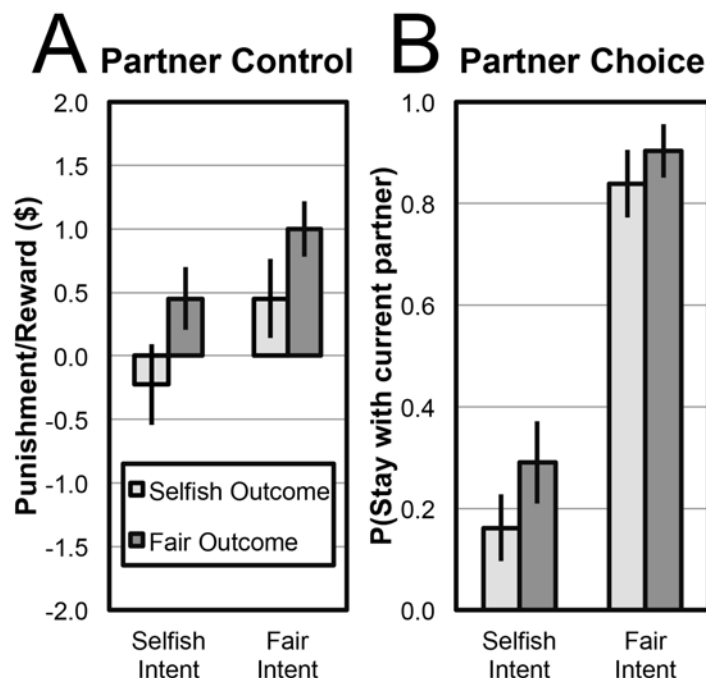 A Partner Control
Punishment/Reward ($)
2.0
1.5
1.0
0.5
0.0
-0.5
-1.0
-1.5
-2.0
Selfish Outcome
Fair Outcome
Selfish
Intent
Fair
Intent
B Partner Choice
P(Stay with current partner)
1.0
0.8
0.6
0.4
0.2
0.0
Selfish
Intent
Fair
Intent